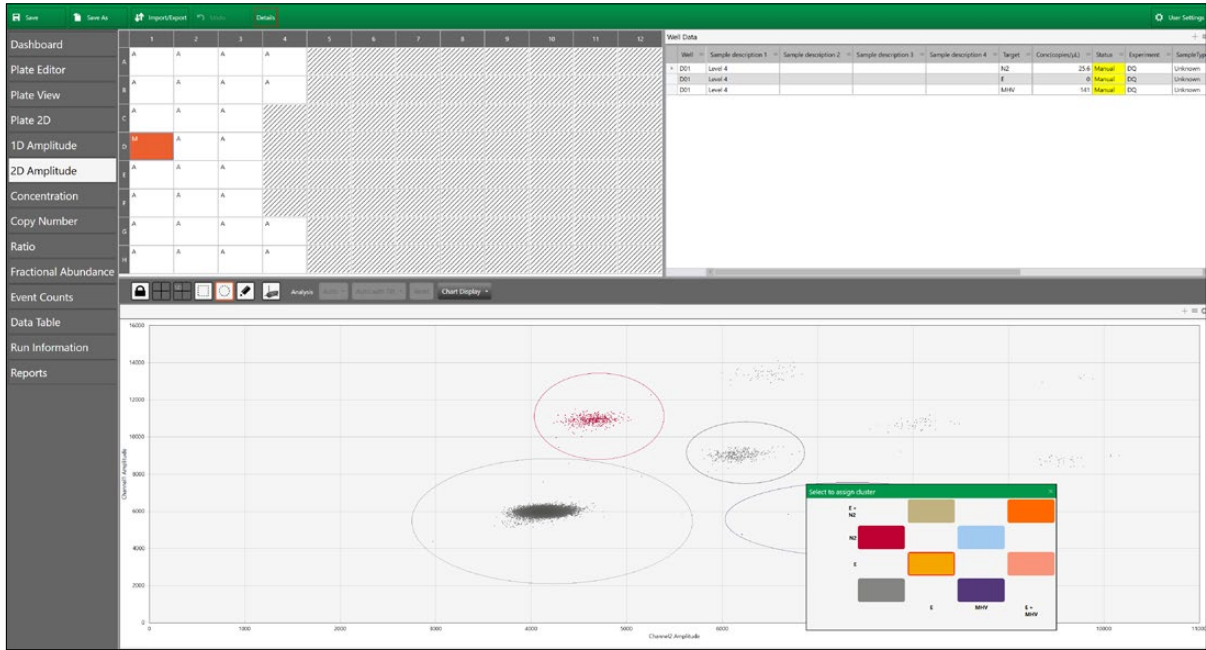 Save Save As Import/Export Undo Details User Settings
Dashboard
Plate Editor
Plate View
Plate 2D
1D Amplitude
2D Amplitude
Concentration
Copy Number
Ratio
Fractional Abundance
Event Counts
Data Table
Run Information
Reports
1 2 3 4 5 6 7 8 9 10 11 12
A A A A A
B A A A A
C A A A
D M A A
E A A A
F A A A
G A A A A
H A A A A
Well Data
Well Sample description 1 Sample description 2 Sample description 3 Sample description 4 Target Conc(copies/µL) Status Experiment SampleType
D01 Level 4 N2 25.6 Manual DQ Unknown
D01 Level 4 E 0 Manual DQ Unknown
D01 Level 4 MHV 141 Manual DQ Unknown
Analysis Auto Reset Chart Display
16000
14000
12000
10000
8000
6000
4000
2000
0
Channel1 Amplitude
0 1000 2000 3000 4000 5000 6000 10000 11000
Channel2 Amplitude
Select to assign cluster
E +
N2
N2
E
E MHV E +
MHV